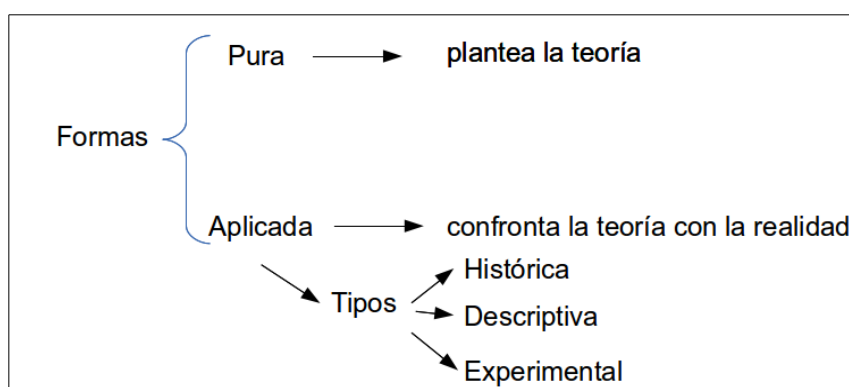 Pura
plantea la teoría
Formas
Aplicada
confronta la teoría con la realidad
Tipos
Histórica
Descriptiva
Experimental